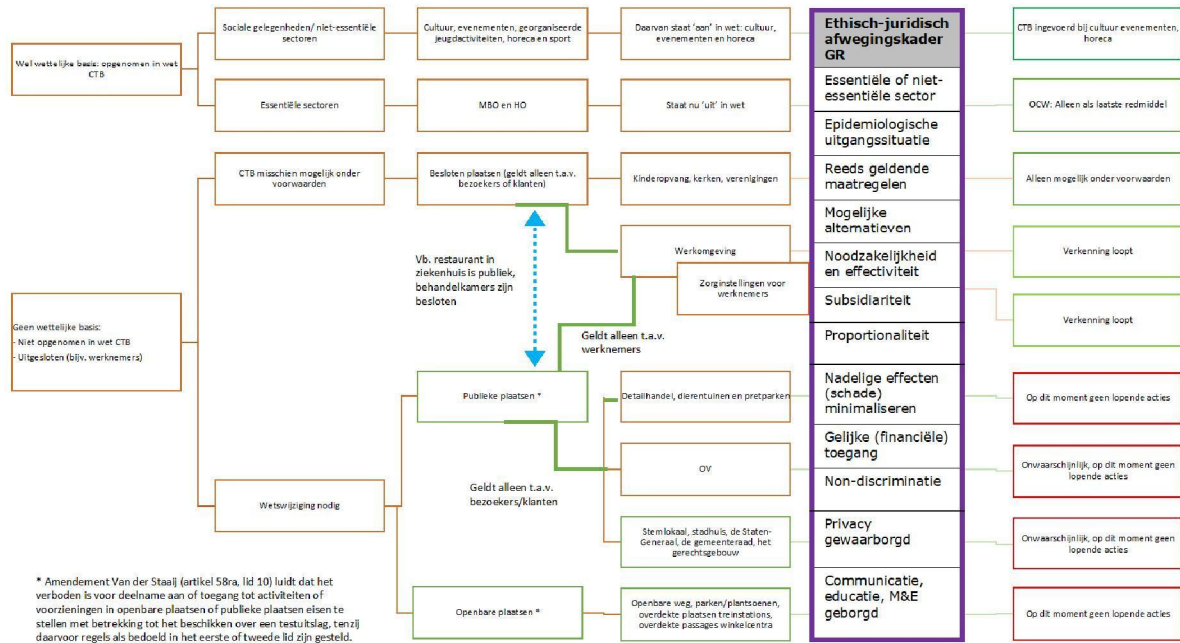 Wel wettelijke basis: opgenomen in wet
CTB
Sociale gelegenheden/ niet-essentiële
sectoren
Cultuur, evenementen, georganiseerde
jeugdactiviteiten, horeca en sport
Daarvan staat 'aan' in wet: cultuur,
evenementen en horeca
CTB ingevoerd bij cultuur evenementen,
horeca
Essentiële sectoren
MBO en HO
Staat nu 'uit' in wet
OCW: Alleen als laatste redmiddel
Geen wettelijke basis:
- Niet opgenomen in wet CTB
- Uitgesloten (bijv. werknemers)
CTB misschien mogelijk onder
voorwaarden
Besloten plaatsen (geldt alleen t.a.v.
bezoekers of klanten)
Kinderopvang, kerken, verenigingen
Alleen mogelijk onder voorwaarden
Vb. restaurant in
ziekenhuis is publiek,
behandelkamers zijn
besloten
Werkomgeving
Verkenning loopt
Zorginstellingen voor
werknemers
Verkenning loopt
Geldt alleen t.a.v.
werknemers
Wetswijziging nodig
Publieke plaatsen *
Detailhandel, dierentuinen en pretparken
Op dit moment geen lopende acties
Geldt alleen t.a.v.
bezoekers/klanten
OV
Onwaarschijnlijk, op dit moment geen
lopende acties
Stemlokaal, stadhuis, de Staten-
Generaal, de gemeenteraad, het
gerechtsgebouw
Onwaarschijnlijk, op dit moment geen
lopende acties
Openbare plaatsen *
Openbare weg, parken/plantsoenen,
overdekte plaatsen treinstations,
overdekte passages winkelcentra
Op dit moment geen lopende acties
Ethisch-juridisch
afwegingskader
GR
Essentiële of niet-
essentiële sector
Epidemiologische
uitgangssituatie
Reeds geldende
maatregelen
Mogelijke
alternatieven
Noodzakelijkheid
en effectiviteit
Subsidiariteit
Proportionaliteit
Nadelige effecten
(schade)
minimaliseren
Gelijke (financiële)
toegang
Non-discriminatie
Privacy
gewaarborgd
Communicatie,
educatie, M&E
geborgd
* Amendement Van der Staaij (artikel 58ra, lid 10) luidt dat het
verboden is voor deelname aan of toegang tot activiteiten of
voorzieningen in openbare plaatsen of publieke plaatsen eisen te
stellen met betrekking tot het beschikken over een testuitslag, tenzij
daarvoor regels als bedoeld in het eerste of tweede lid zijn gesteld.